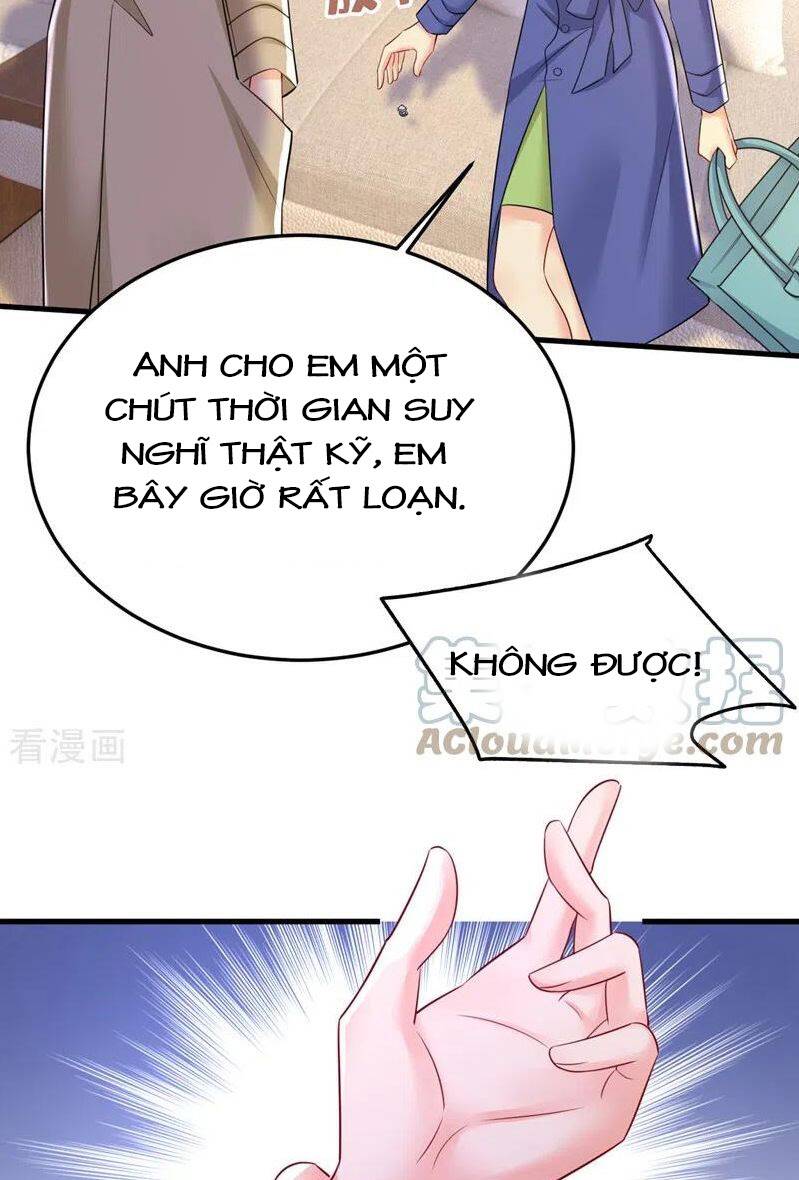 ANH CHO EM MỘT
CHÚT THỜI GIAN SUY
NGHĨ THẬT KỸ, EM
BÂY GIỜ RẤT LOẠN.
KHÔNG ĐƯỢC!
看漫画